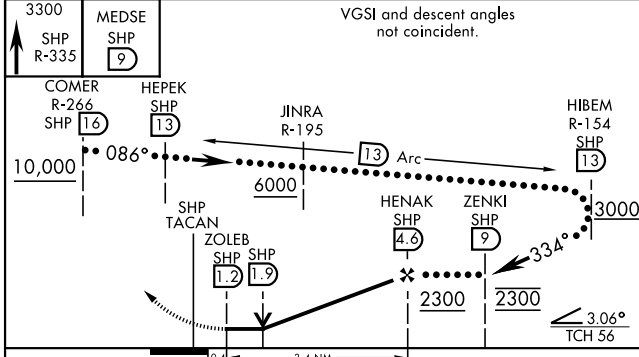 3300
SHP
R-335
MEDSE
SHP
9
VGSI and descent angles
not coincident.
COMER
R-266
SHP 16
HEPEK
SHP
13
JINRA
R-195
HIBEM
R-154
SHP
13
13 Arc
086°
10,000
6000
3000
SHP
TACAN
ZOLEB
SHP
1.2
SHP
1.9
HENAK
SHP
4.6
ZENKI
SHP
9
334°
2300
2300
3.06°
TCH 56